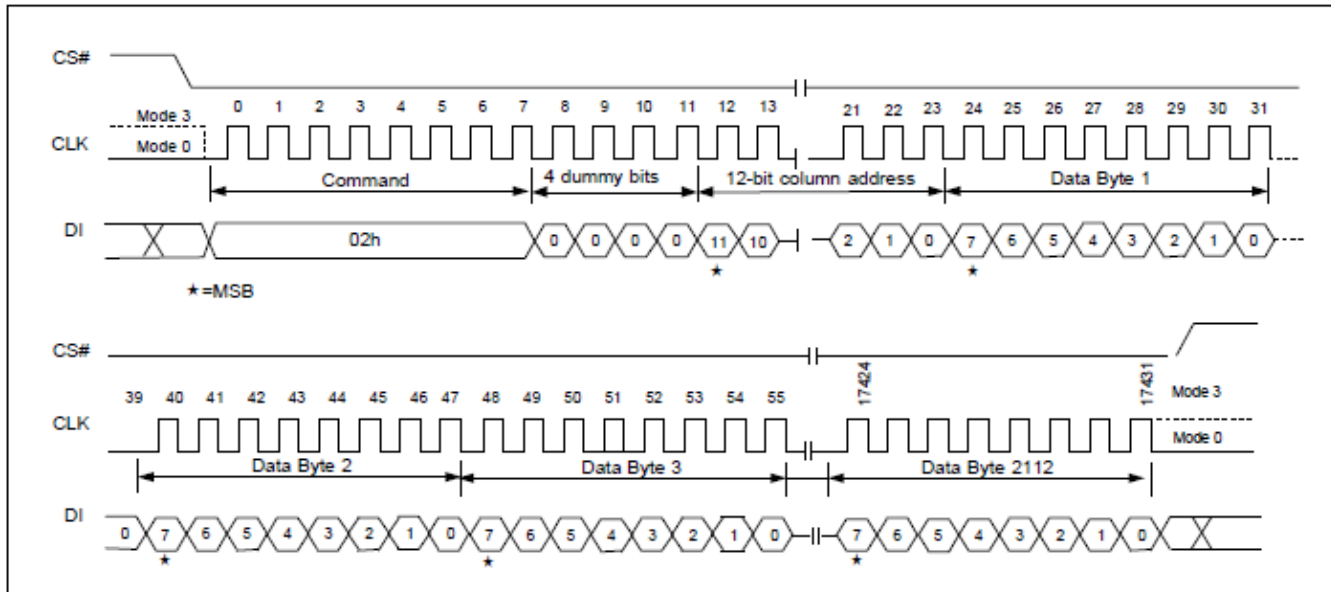 CS#
0 1 2 3 4 5 6 7 8 9 10 11 12 13 21 22 23 24 25 26 27 28 29 30 31
Mode 3
CLK
Mode 0
Command 4 dummy bits 12-bit column address Data Byte 1
DI 02h 0 0 0 0 11 10 2 1 0 7 6 5 4 3 2 1 0
★ ★
★=MSB
CS#
39 40 41 42 43 44 45 46 47 48 49 50 51 52 53 54 55 17424 17431
Mode 3
CLK
Mode 0
Data Byte 2 Data Byte 3 Data Byte 2112
DI 0 7 6 5 4 3 2 1 0 7 6 5 4 3 2 1 0 7 6 5 4 3 2 1 0
★ ★ ★